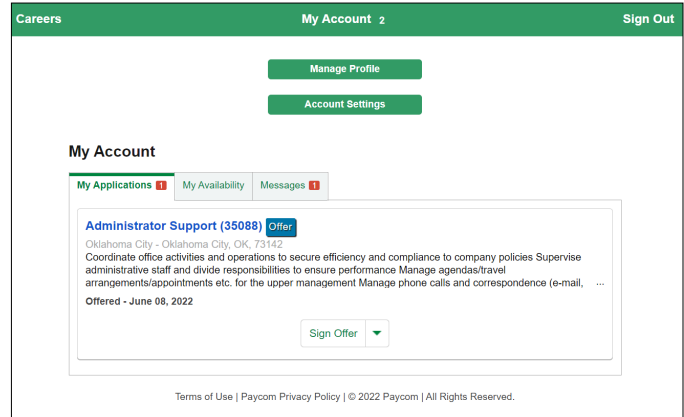 Careers My Account 2 Sign Out
Manage Profile
Account Settings
My Account
My Applications 1 My Availability Messages 1
Administrator Support (35088) Offer
Oklahoma City - Oklahoma City, OK, 73142
Coordinate office activities and operations to secure efficiency and compliance to company policies Supervise
administrative staff and divide responsibilities to ensure performance Manage agendas/travel
arrangements/appointments etc. for the upper management Manage phone calls and correspondence (e-mail, ...
Offered - June 08, 2022
Sign Offer
Terms of Use | Paycom Privacy Policy | © 2022 Paycom | All Rights Reserved.